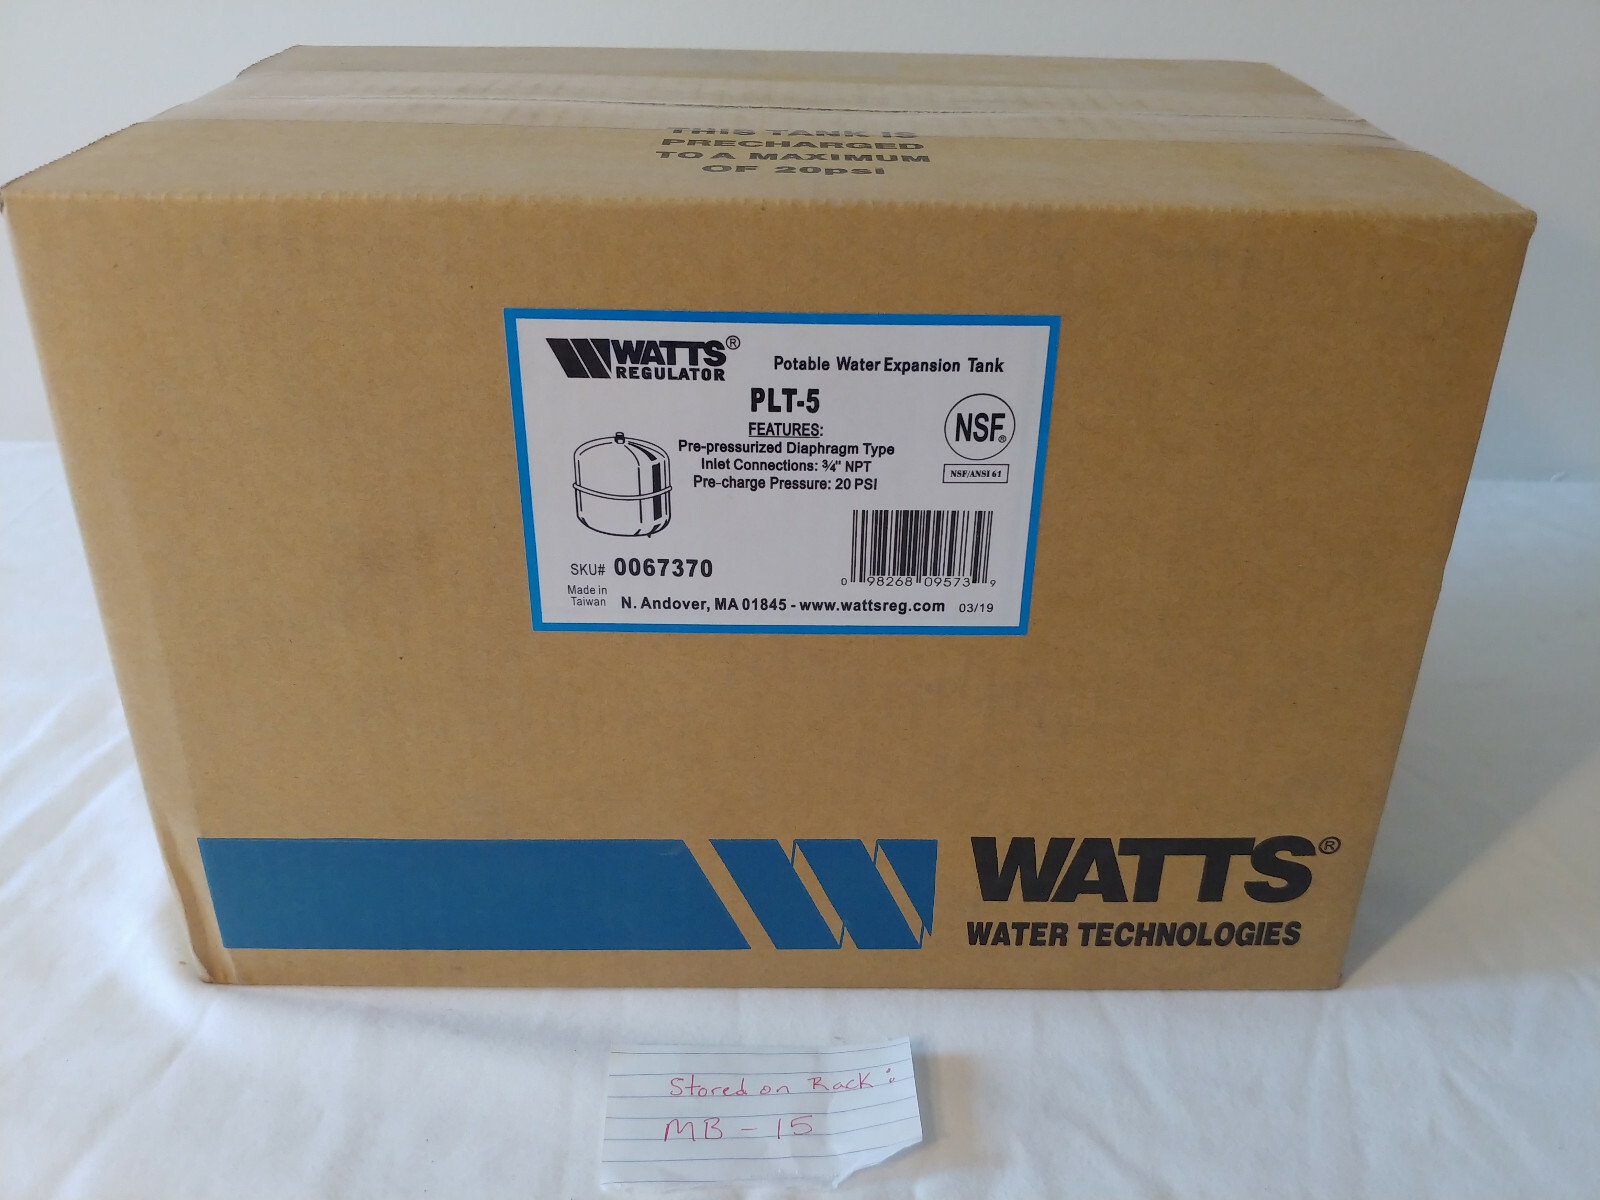 THIS TANK IS
PRECHARGED
TO A MAXIMUM
OF 20psi
WATTS®
REGULATOR
Potable Water Expansion Tank
PLT-5
FEATURES:
Pre-pressurized Diaphragm Type
Inlet Connections: ¾" NPT
Pre-charge Pressure: 20 PSI
NSF®
NSF/ANSI 61
SKU# 0067370
0 98268 09573 9
Made in
Taiwan
N. Andover, MA 01845 - www.wattsreg.com 03/19
WATTS®
WATER TECHNOLOGIES
Stored on Rack:
MB - 15